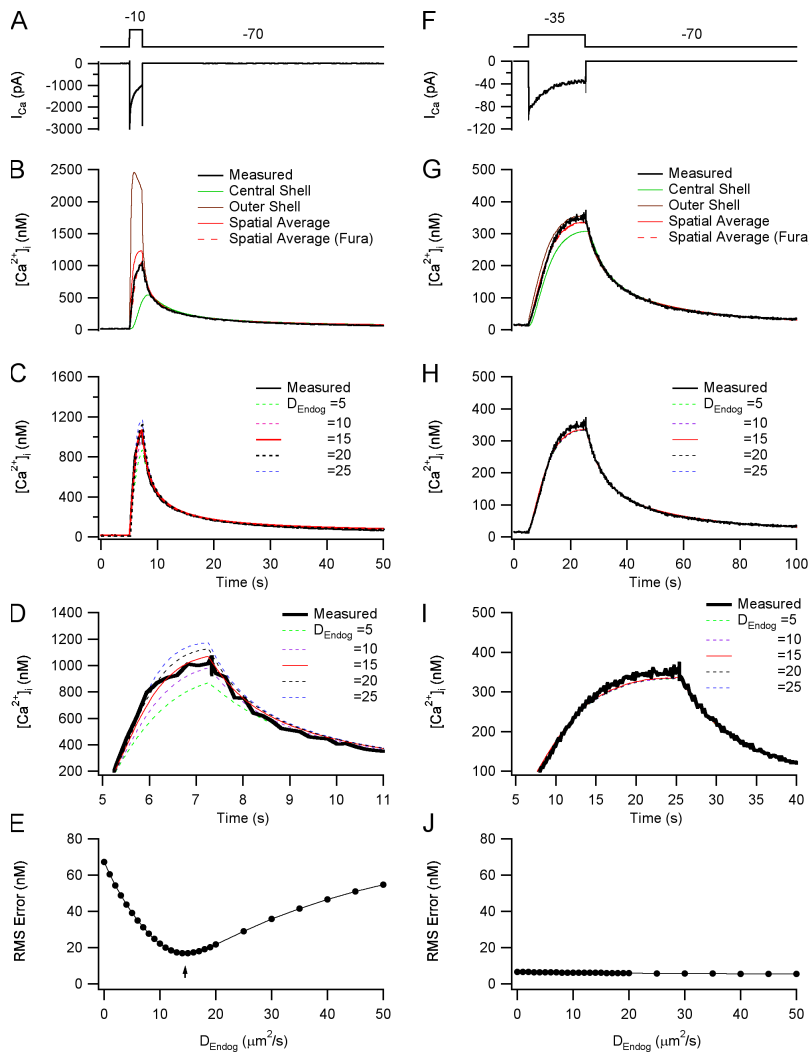 A
-10
-70
I_Ca (pA)
0
-1000
-2000
-3000
B
[Ca2+]i (nM)
2500
2000
1500
1000
500
0
Measured
Central Shell
Outer Shell
Spatial Average
Spatial Average (Fura)
C
[Ca2+]i (nM)
1600
1200
800
400
0
Measured
D_Endog =5
=10
=15
=20
=25
0 10 20 30 40 50
Time (s)
D
[Ca2+]i (nM)
1400
1200
1000
800
600
400
200
Measured
D_Endog =5
=10
=15
=20
=25
5 6 7 8 9 10 11
Time (s)
E
RMS Error (nM)
80
60
40
20
0
0 10 20 30 40 50
D_Endog (μm2/s)
F
-35
-70
I_Ca (pA)
0
-40
-80
-120
G
[Ca2+]i (nM)
500
400
300
200
100
0
Measured
Central Shell
Outer Shell
Spatial Average
Spatial Average (Fura
H
[Ca2+]i (nM)
500
400
300
200
100
0
Measured
D_Endog =5
=10
=15
=20
=25
0 20 40 60 80 100
Time (s)
I
[Ca2+]i (nM)
500
400
300
200
100
Measured
D_Endog =5
=10
=15
=20
=25
5 10 15 20 25 30 35 40
Time (s)
J
RMS Error (nM)
80
60
40
20
0
0 10 20 30 40 50
D_Endog (μm2/s)